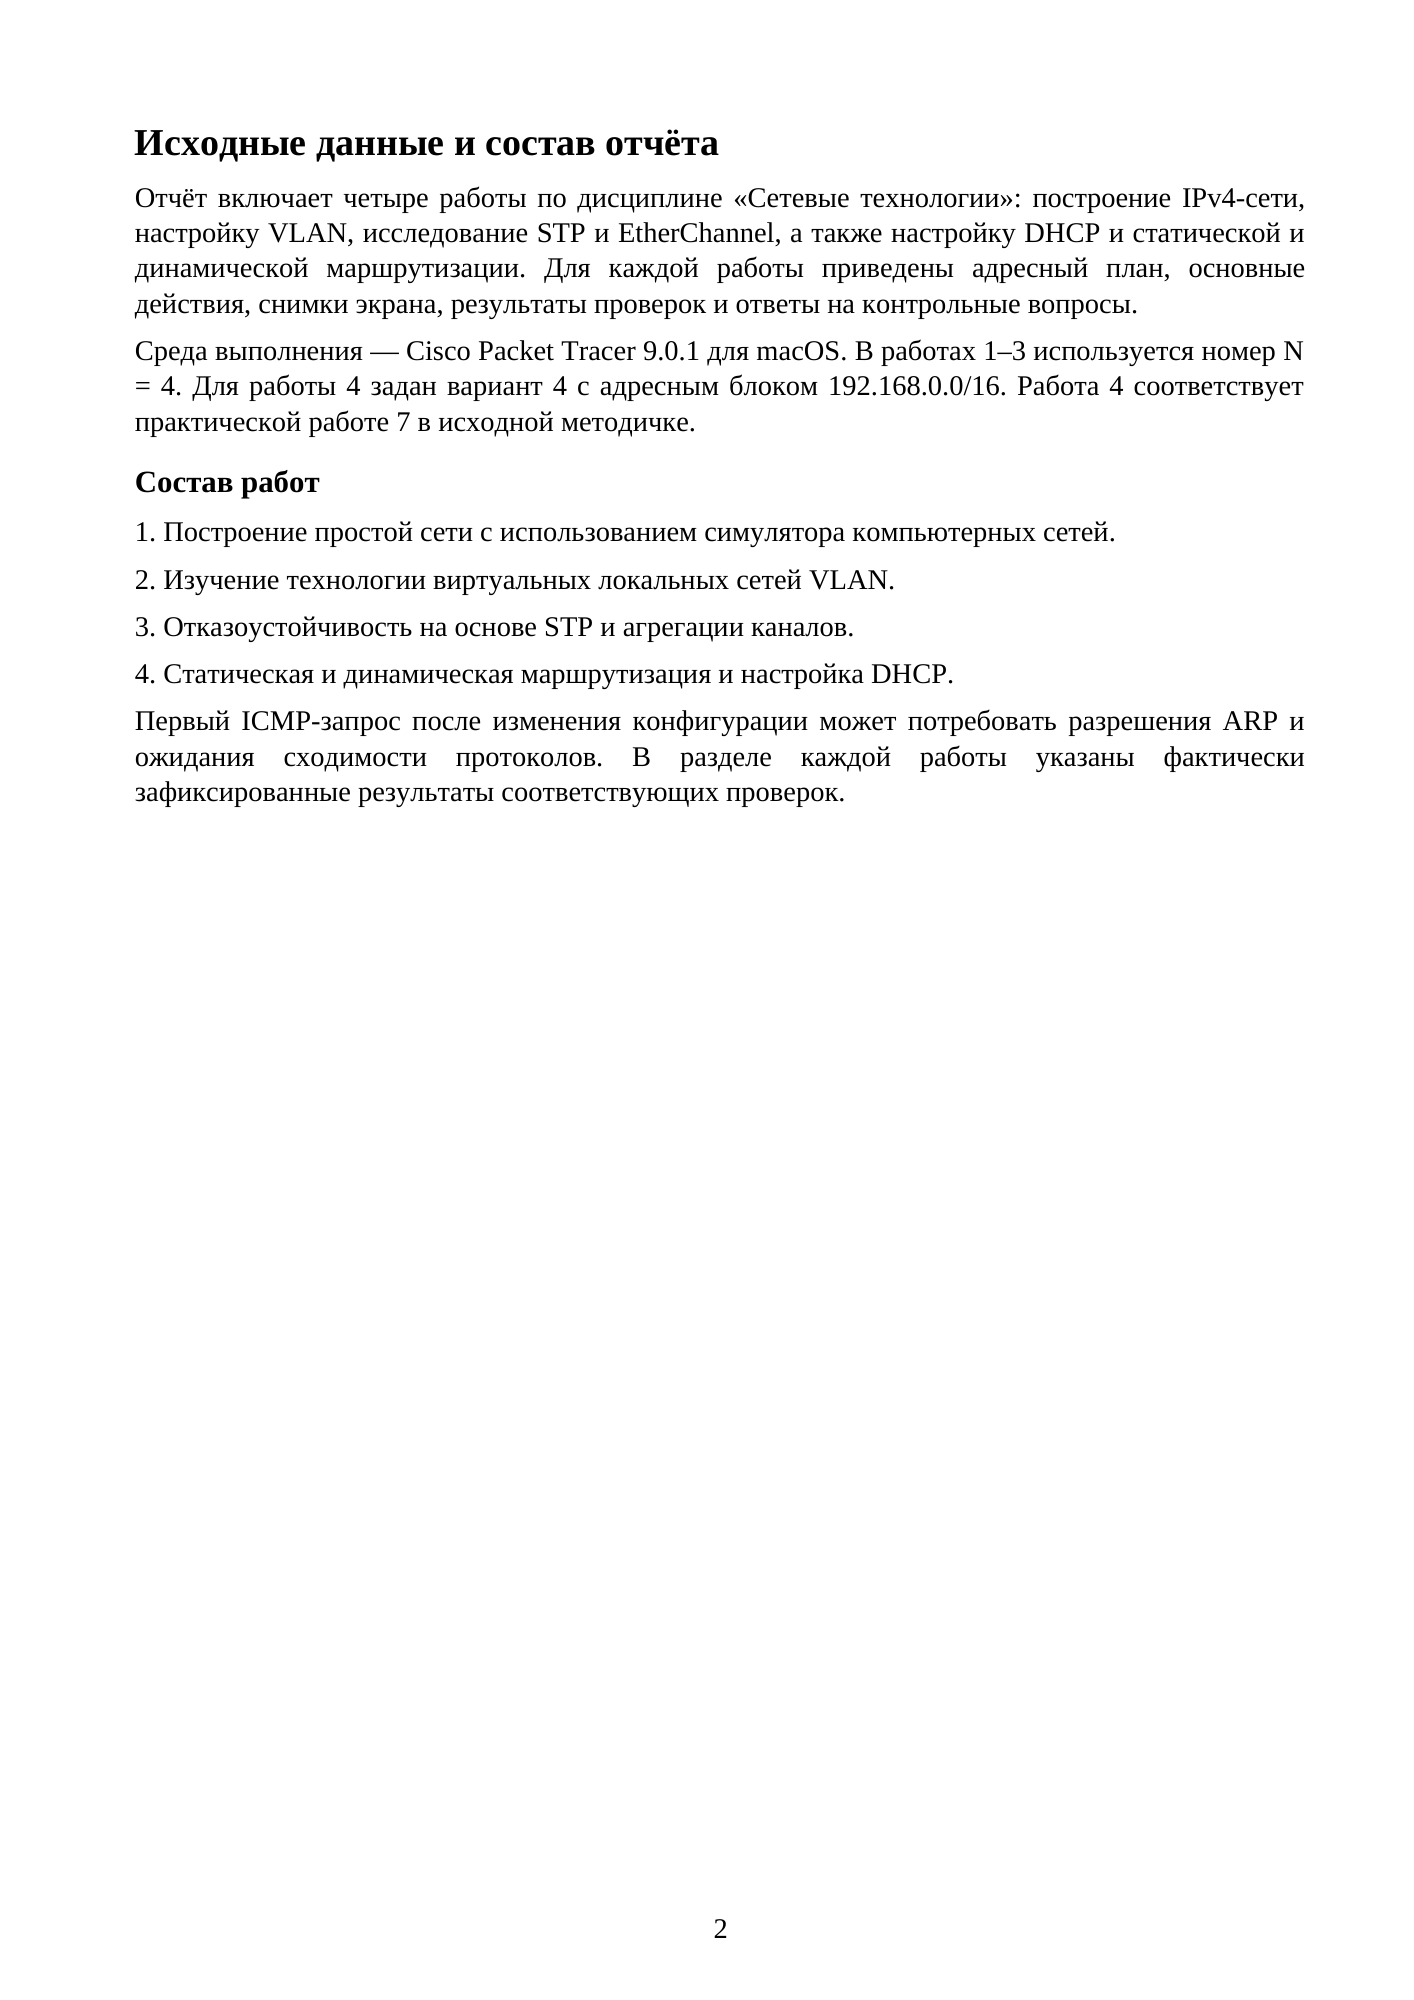 Исходные данные и состав отчёта
Отчёт включает четыре работы по дисциплине «Сетевые технологии»: построение IPv4-сети,
настройку VLAN, исследование STP и EtherChannel, а также настройку DHCP и статической и
динамической маршрутизации. Для каждой работы приведены адресный план, основные
действия, снимки экрана, результаты проверок и ответы на контрольные вопросы.
Среда выполнения — Cisco Packet Tracer 9.0.1 для macOS. В работах 1–3 используется номер N
= 4. Для работы 4 задан вариант 4 с адресным блоком 192.168.0.0/16. Работа 4 соответствует
практической работе 7 в исходной методичке.
Состав работ
1. Построение простой сети с использованием симулятора компьютерных сетей.
2. Изучение технологии виртуальных локальных сетей VLAN.
3. Отказоустойчивость на основе STP и агрегации каналов.
4. Статическая и динамическая маршрутизация и настройка DHCP.
Первый ICMP-запрос после изменения конфигурации может потребовать разрешения ARP и
ожидания сходимости протоколов. В разделе каждой работы указаны фактически
зафиксированные результаты соответствующих проверок.
2